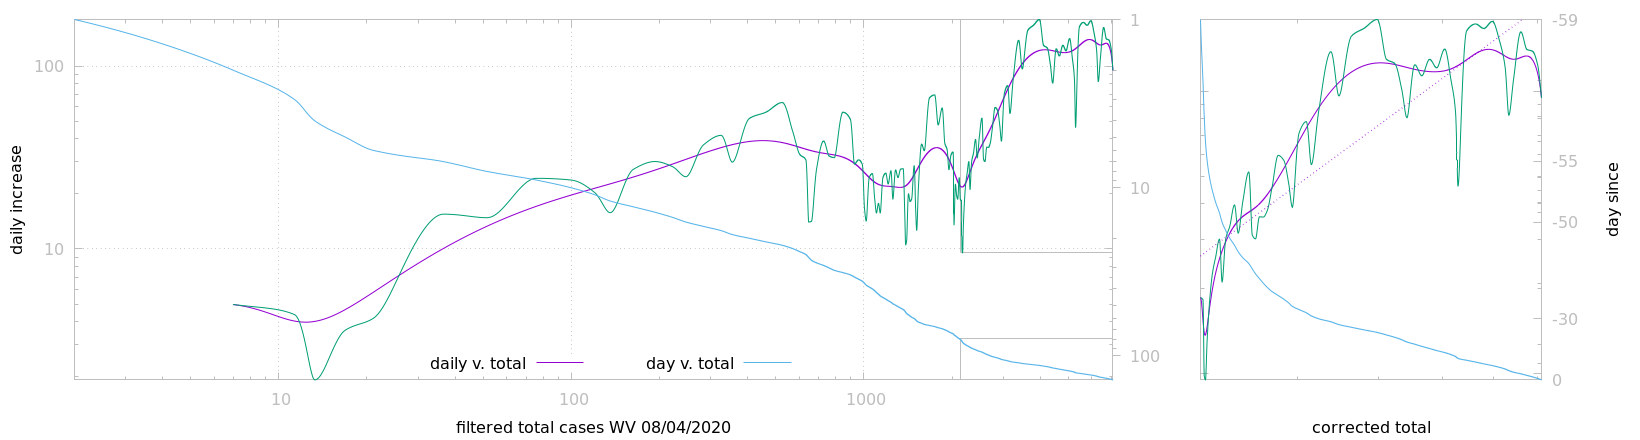 100
10
daily increase
daily v. total
day v. total
10
100
1000
filtered total cases WV 08/04/2020
1
10
100
-59
-55
-50
-30
0
day since
corrected total